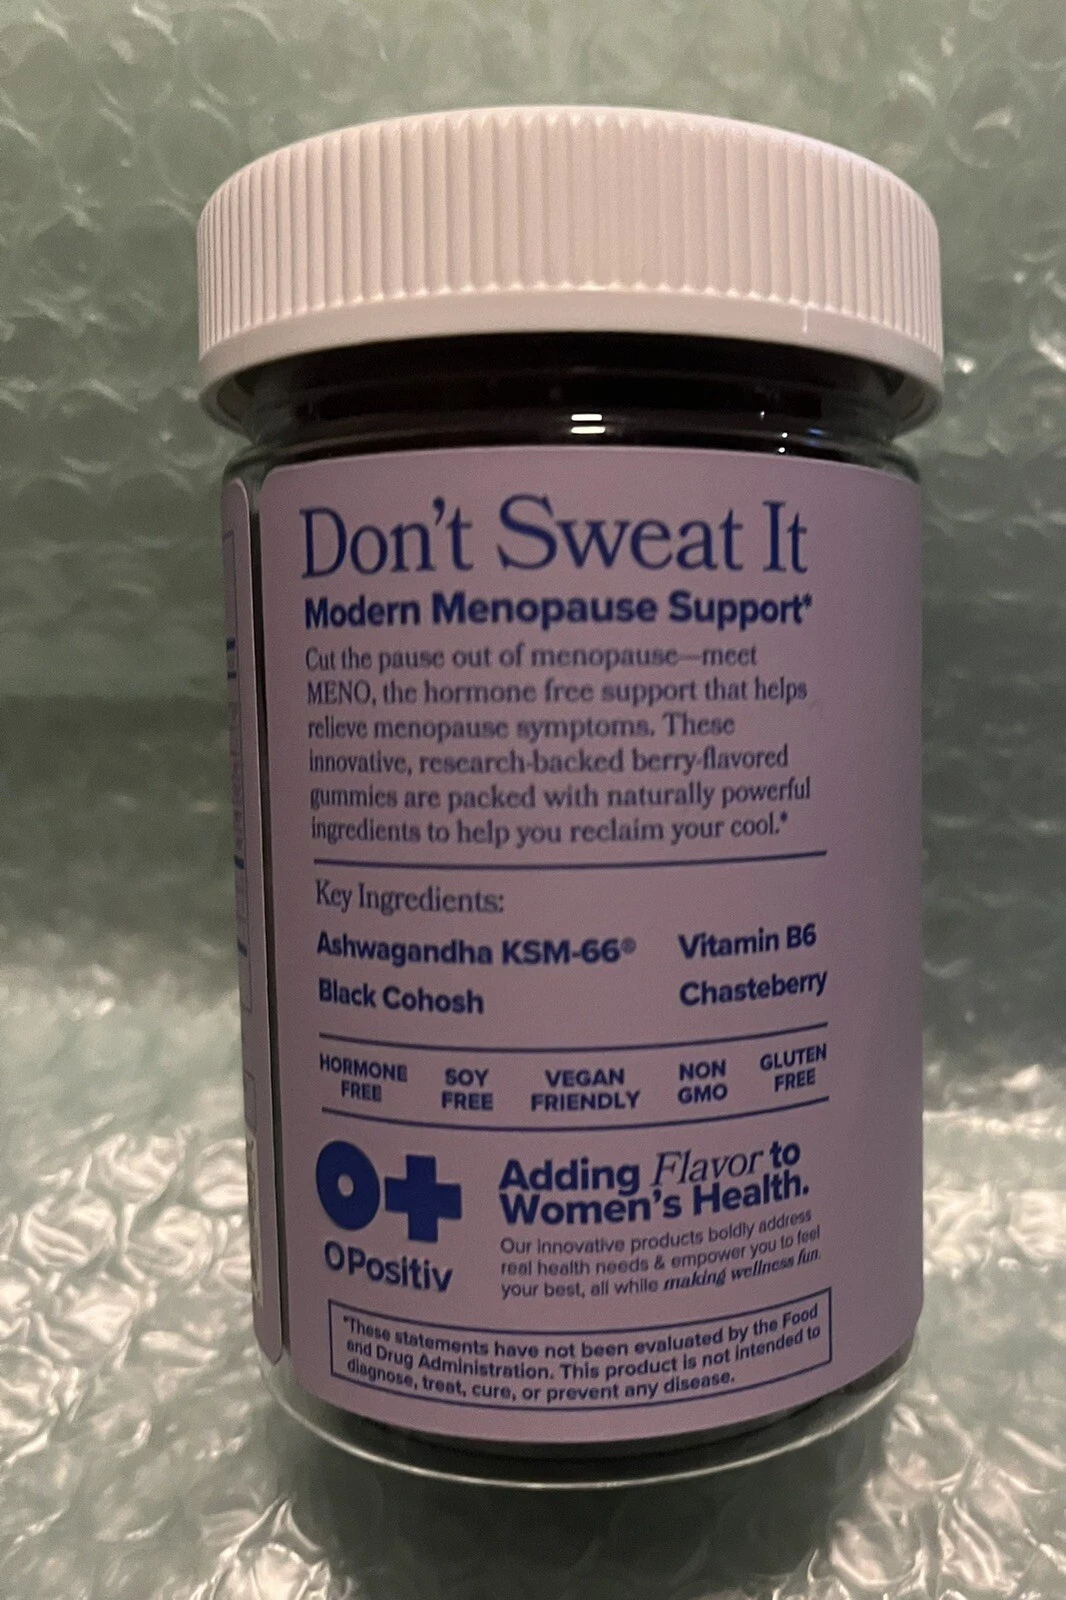 Don't Sweat It
Modern Menopause Support*
Cut the pause out of menopause—meet
MENO, the hormone free support that helps
relieve menopause symptoms. These
innovative, research-backed berry-flavored
gummies are packed with naturally powerful
ingredients to help you reclaim your cool.*
Key Ingredients:
Ashwagandha KSM-66® Vitamin B6
Black Cohosh Chasteberry
HORMONE FREE
SOY FREE
VEGAN FRIENDLY
NON GMO
GLUTEN FREE
O+
OPositiv
Adding Flavor to
Women's Health.
Our innovative products boldly address
real health needs & empower you to feel
your best, all while making wellness fun.
*These statements have not been evaluated by the Food
and Drug Administration. This product is not intended to
diagnose, treat, cure, or prevent any disease.